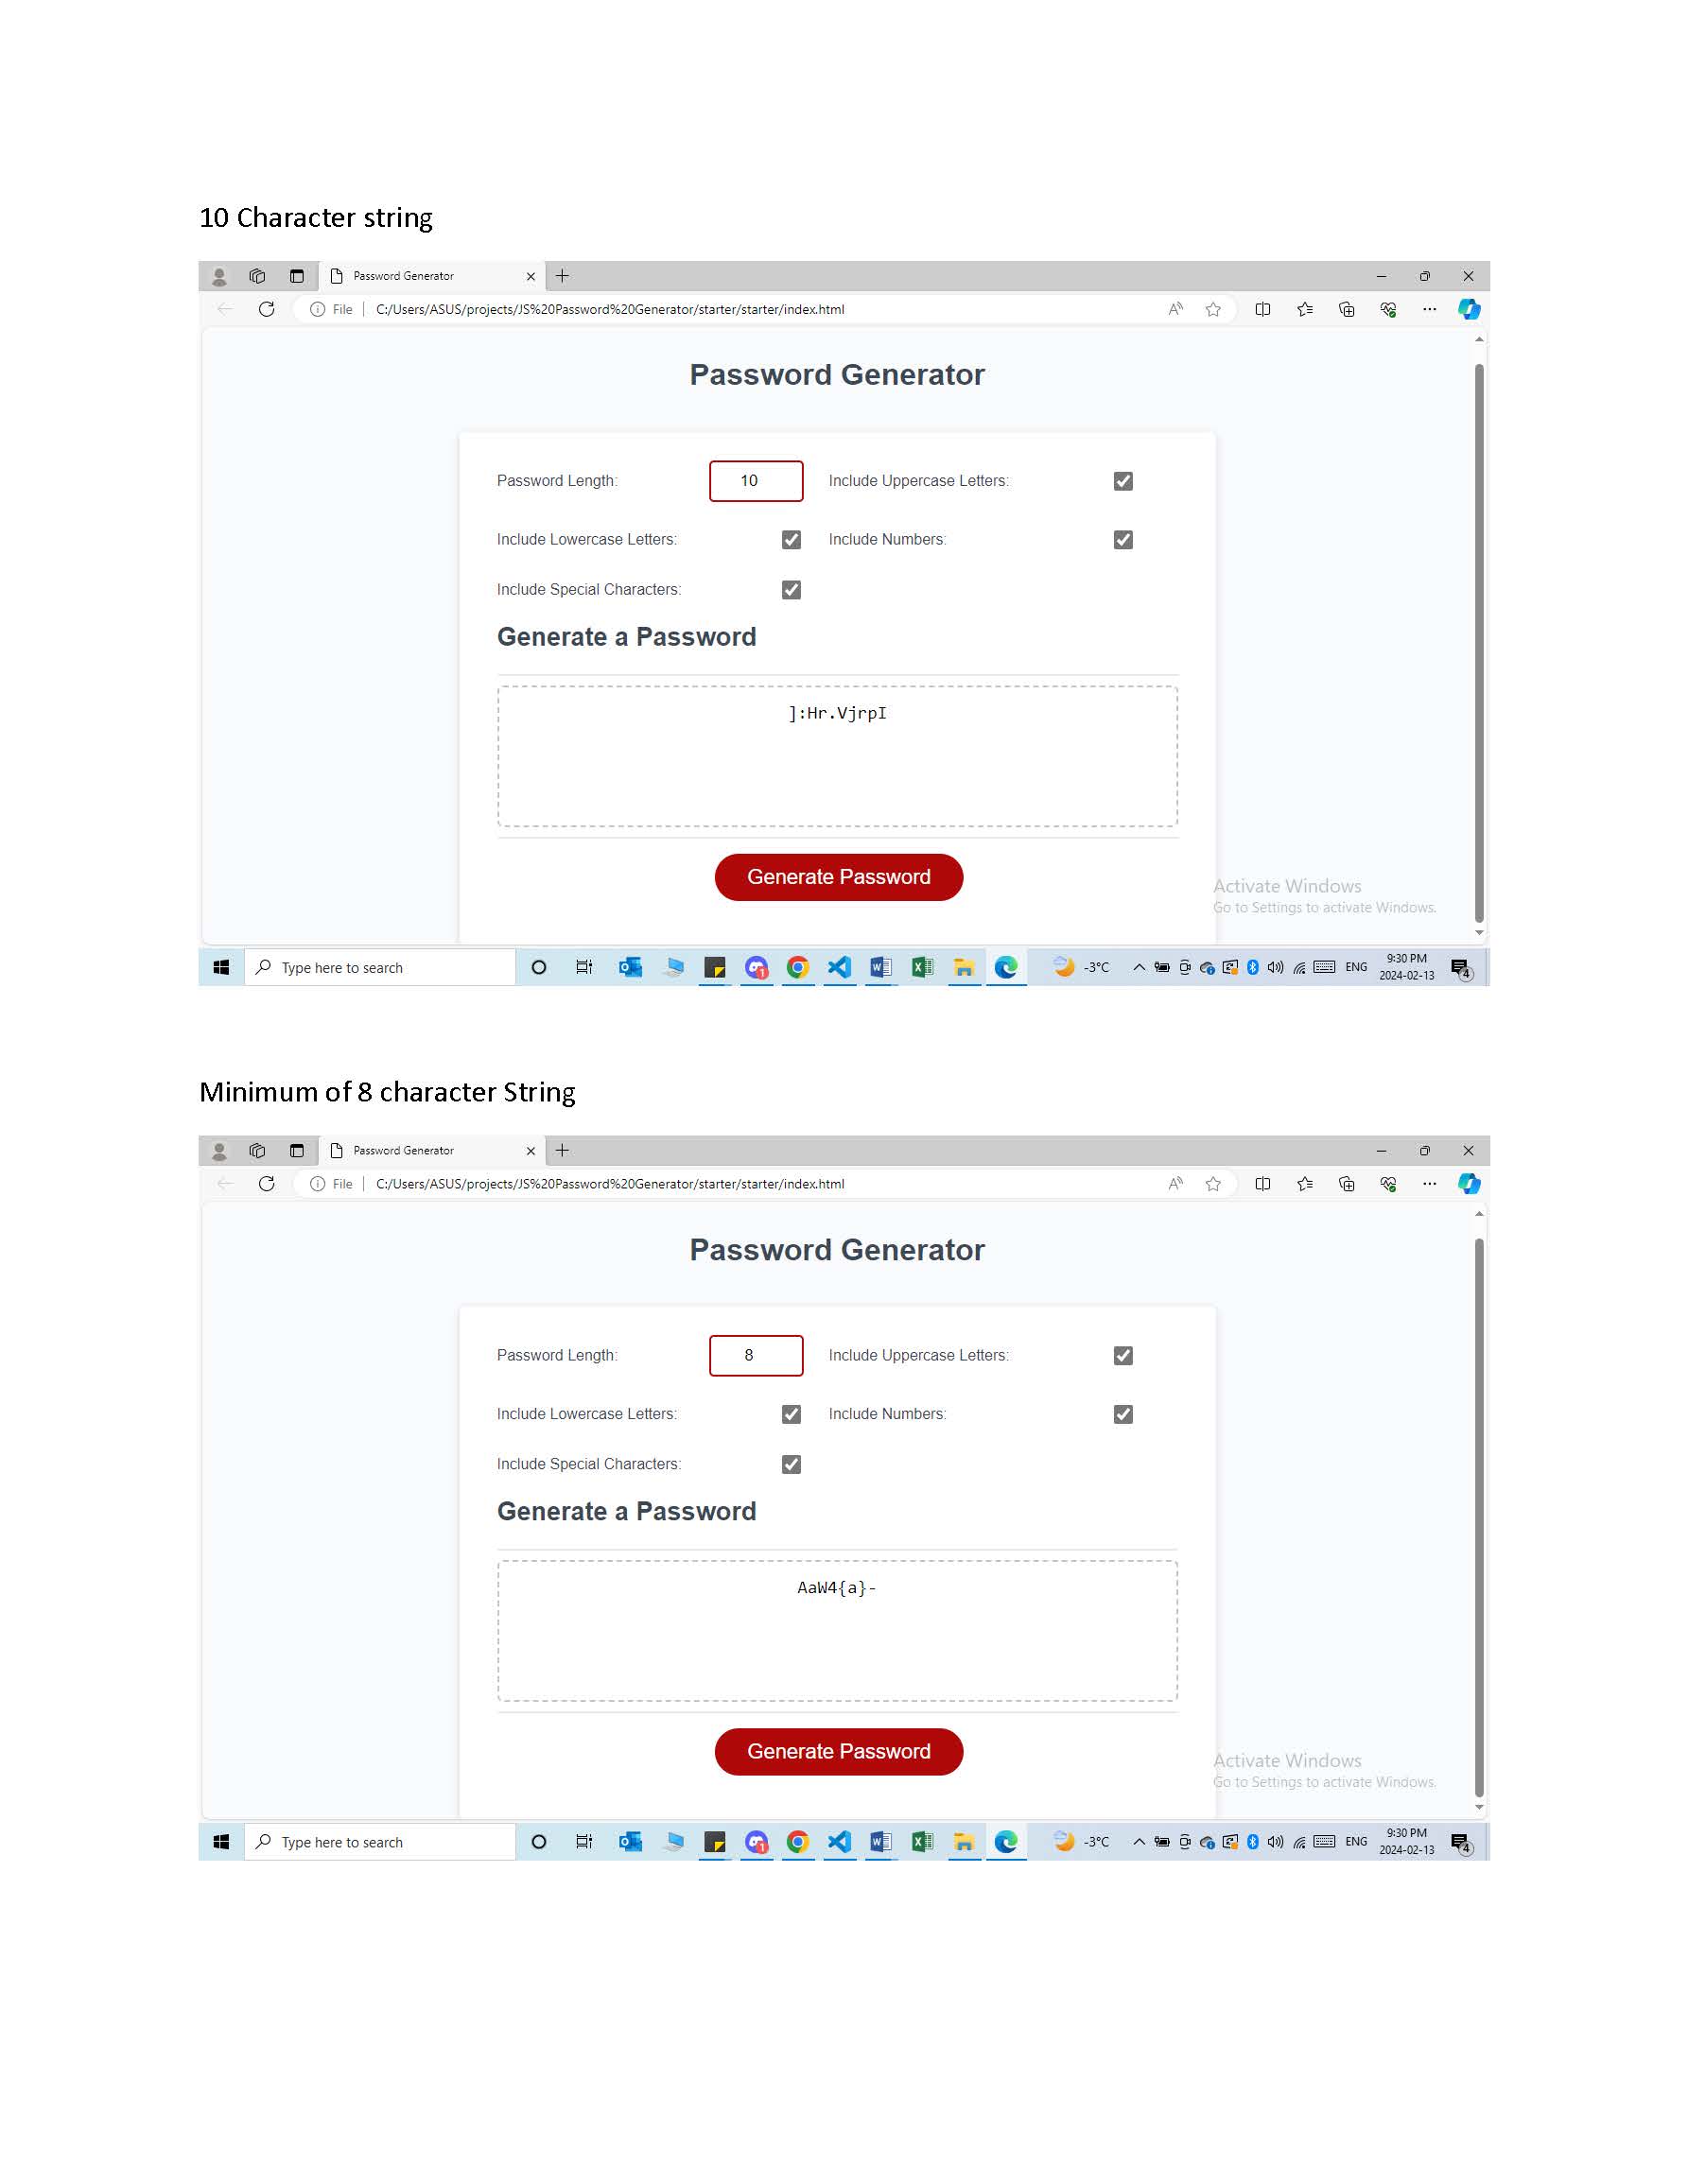 10 Character string
Password Generator
File
C:/Users/ASUS/projects/JS%20Password%20Generator/starter/starter/index.html
Password Generator
Password Length: 10 Include Uppercase Letters:
Include Lowercase Letters: Include Numbers:
Include Special Characters:
Generate a Password
]:Hr.VjrpI
Generate Password
Activate Windows
Go to Settings to activate Windows.
Type here to search
-3°C
ENG
9:30 PM
2024-02-13
4
Minimum of 8 character String
Password Generator
File
C:/Users/ASUS/projects/JS%20Password%20Generator/starter/starter/index.html
Password Generator
Password Length: 8 Include Uppercase Letters:
Include Lowercase Letters: Include Numbers:
Include Special Characters:
Generate a Password
AaW4{a}-
Generate Password
Activate Windows
Go to Settings to activate Windows.
Type here to search
-3°C
ENG
9:30 PM
2024-02-13
4